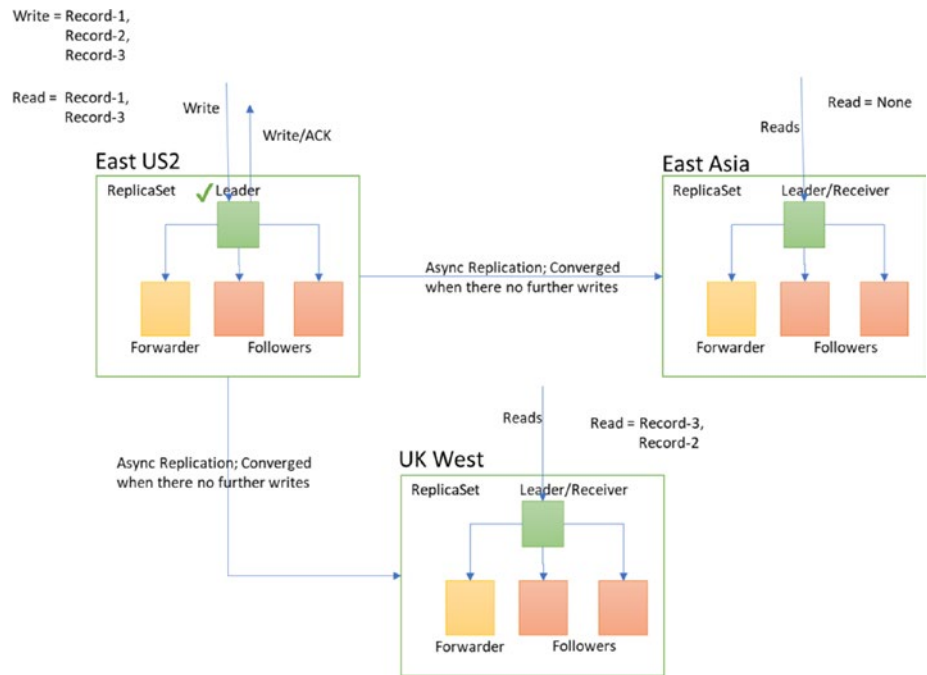 Write = Record-1,
Record-2,
Record-3
Read = Record-1,
Record-3
Write
Write/ACK
East US2
ReplicaSet
Leader
Forwarder
Followers
Async Replication; Converged
when there no further writes
Read = None
Reads
East Asia
ReplicaSet
Leader/Receiver
Forwarder
Followers
Async Replication; Converged
when there no further writes
Reads
Read = Record-3,
Record-2
UK West
ReplicaSet
Leader/Receiver
Forwarder
Followers